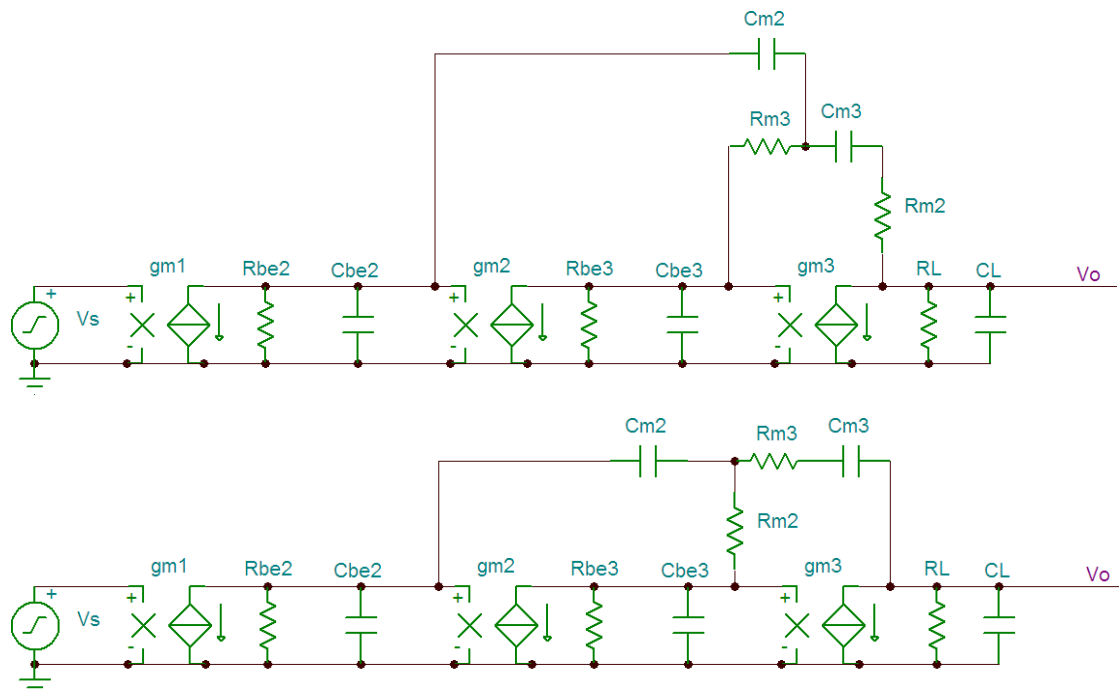 Cm2
Rm3 Cm3
Rm2
gm1 Rbe2 Cbe2 gm2 Rbe3 Cbe3 gm3 RL CL Vo
+ Vs + - + - + -
Cm2 Rm3 Cm3
Rm2
gm1 Rbe2 Cbe2 gm2 Rbe3 Cbe3 gm3 RL CL Vo
+ Vs + - + - + -